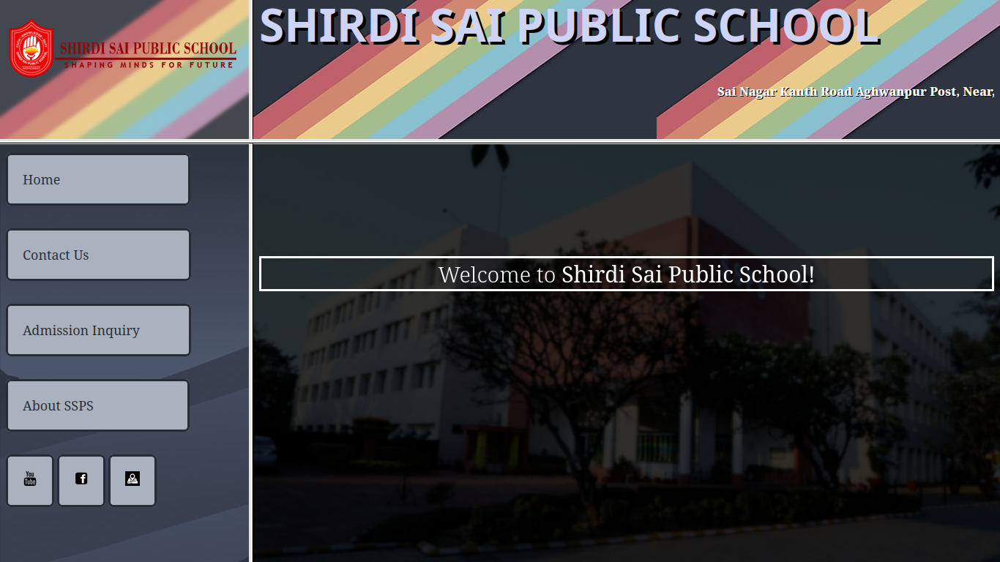 SHIRDI SAI PUBLIC SCHOOL
SHAPING MINDS FOR FUTURE
SHIRDI SAI PUBLIC SCHOOL
Sai Nagar Kanth Road Aghwanpur Post, Near,
Home
Contact Us
Admission Inquiry
About SSPS
You
Tube
Welcome to Shirdi Sai Public School!